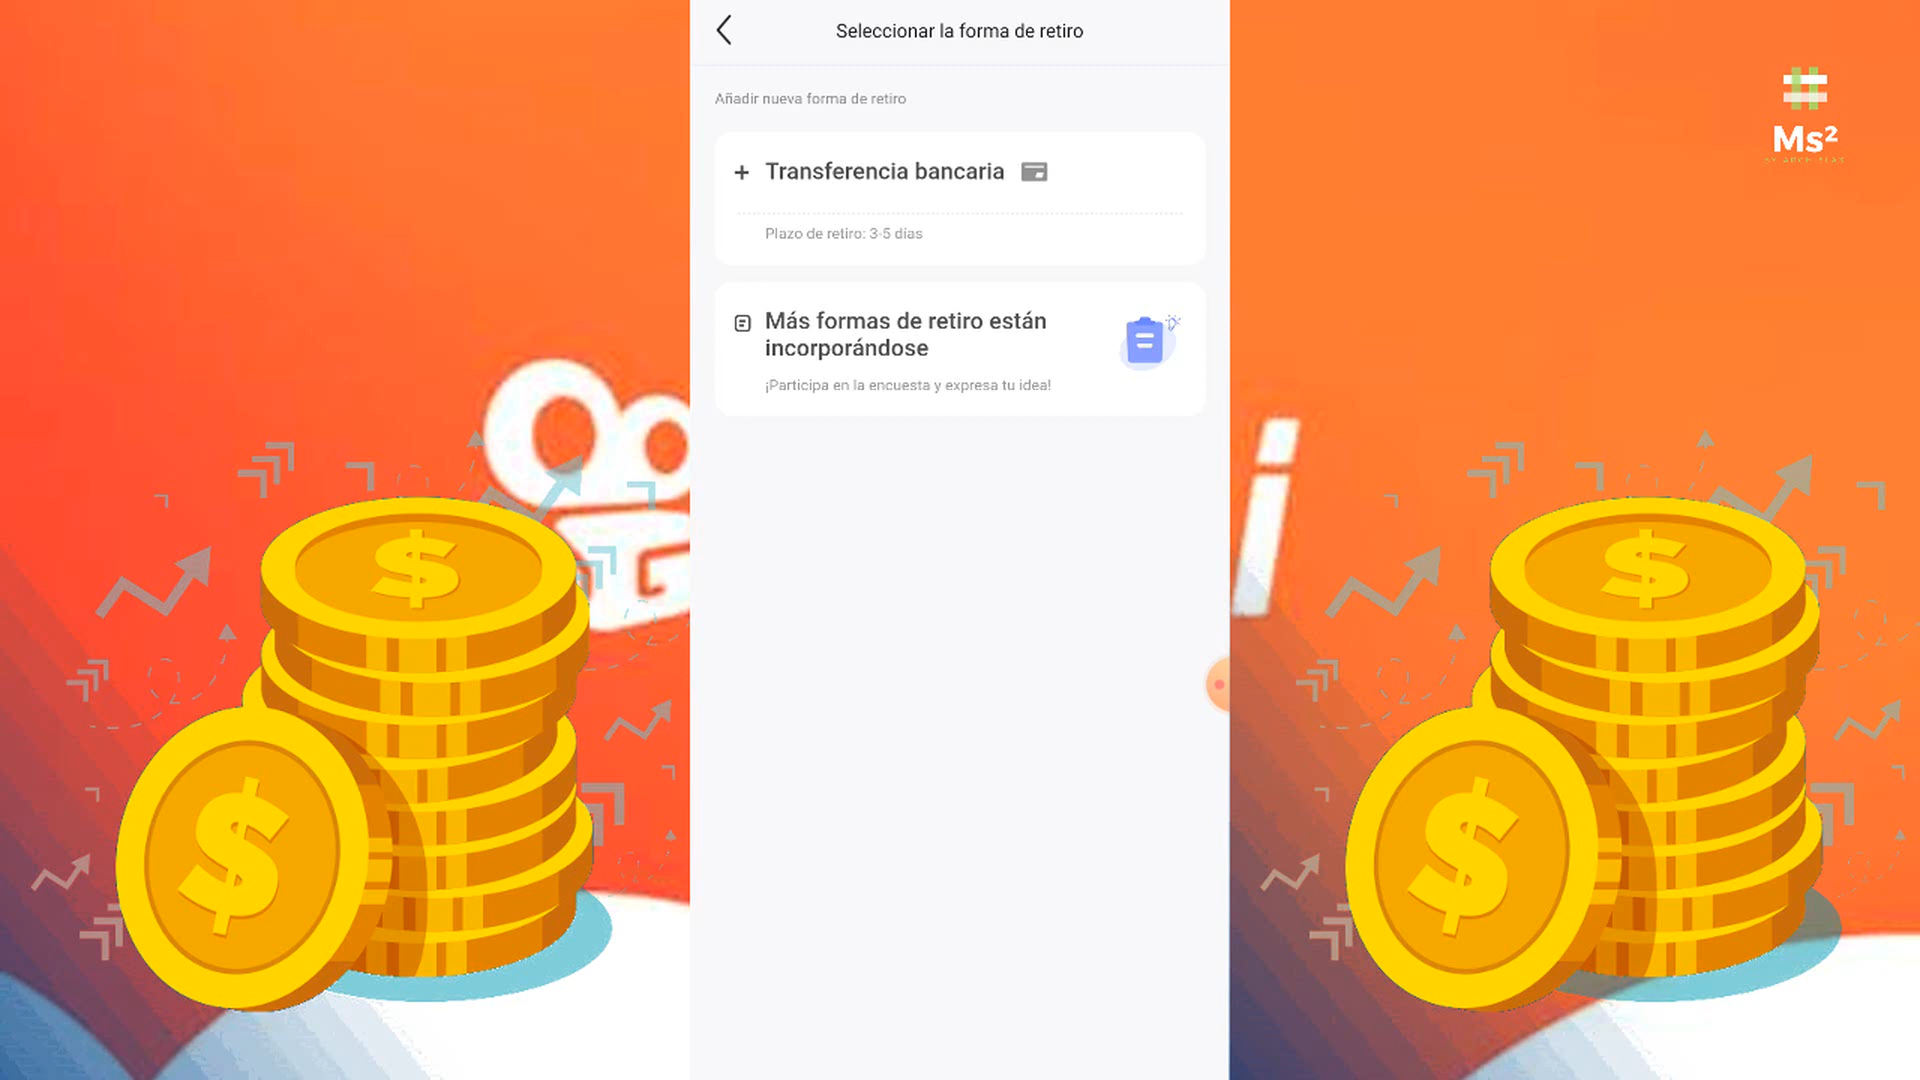 Seleccionar la forma de retiro
Añadir nueva forma de retiro
+ Transferencia bancaria
Plazo de retiro: 3-5 días
Más formas de retiro están
incorporándose
¡Participa en la encuesta y expresa tu idea!
Ms²
i
$
$
$
$